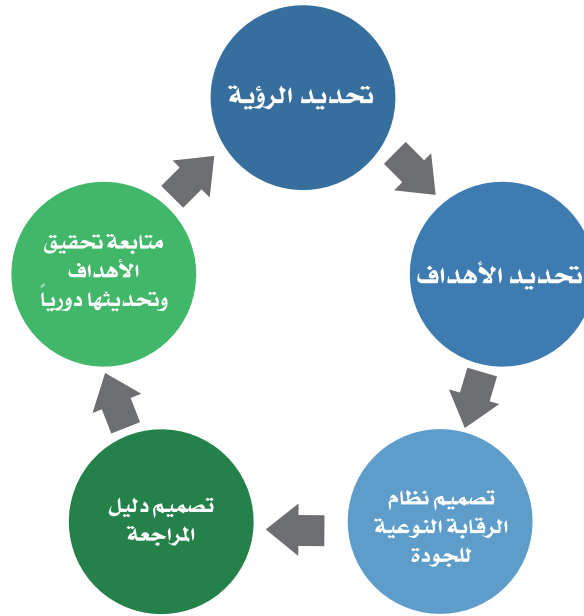 تحديد الرؤية
تحديد الأهداف
تصميم نظام
الرقابة النوعية
للجودة
تصميم دليل
المراجعة
متابعة تحقيق
الأهداف
وتحديثها دورياً